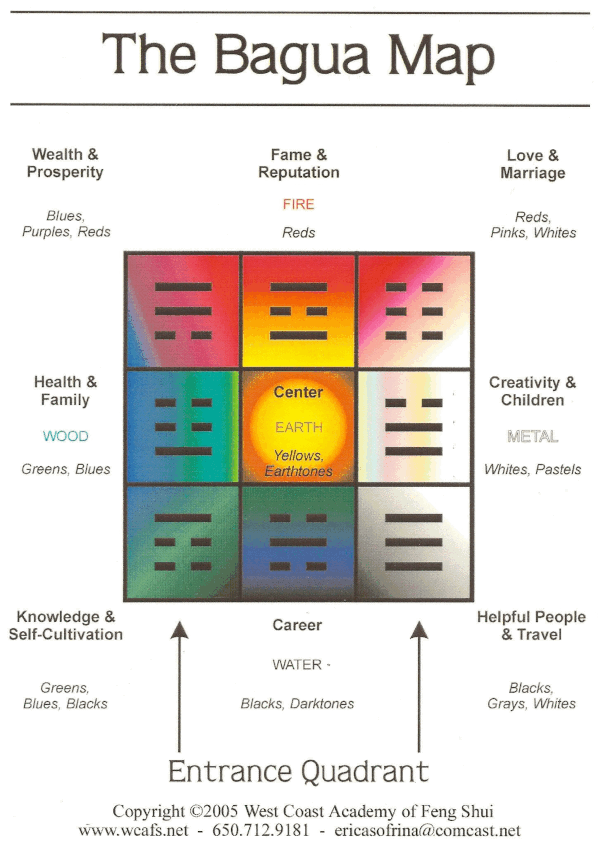 The Bagua Map
Wealth &
Prosperity
Blues,
Purples, Reds
Fame &
Reputation
FIRE
Reds
Love &
Marriage
Reds,
Pinks, Whites
Health &
Family
WOOD
Greens, Blues
Center
EARTH
Yellows,
Earthtones
Creativity &
Children
METAL
Whites, Pastels
Knowledge &
Self-Cultivation
Greens,
Blues, Blacks
Career
WATER -
Blacks, Darktones
Helpful People
& Travel
Blacks,
Grays, Whites
Entrance Quadrant
Copyright ©2005 West Coast Academy of Feng Shui
www.wcafs.net - 650.712.9181 - ericasofrina@comcast.net